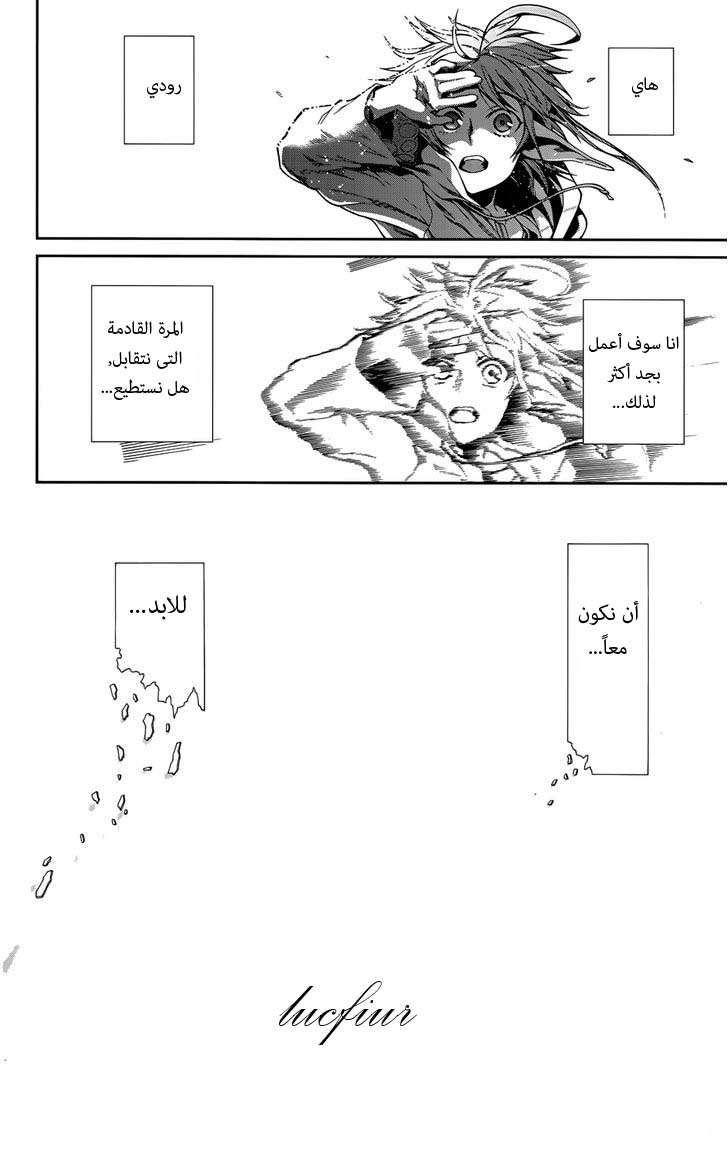 هاي
رودي
انا سوف أعمل
بجد أكثر
لذلك...
المرة القادمة
التى نتقابل,
هل نستطيع...
أن نكون
معاً...
للابد...
lucfiur